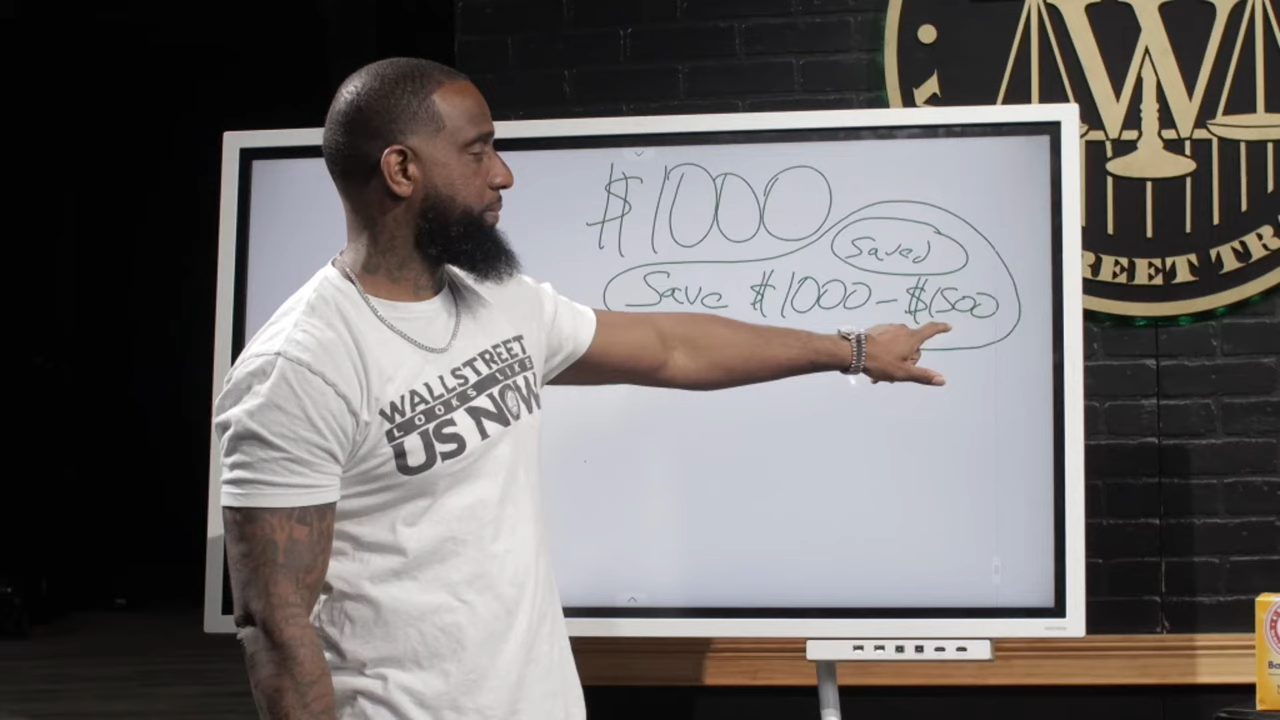 W
REET TR
$1000
Saved
Save $1000 - $1500
WALLSTREET
LOOKS LIKE
US NOW